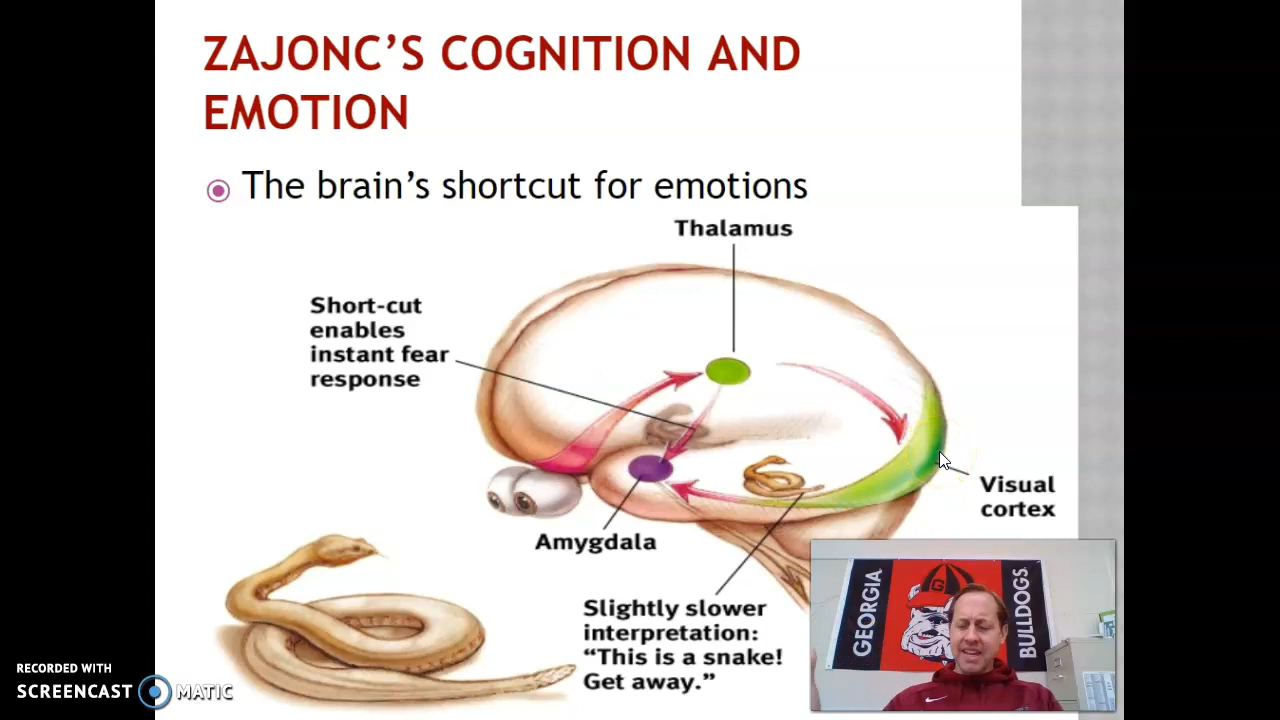 ZAJONC’S COGNITION AND
EMOTION
The brain’s shortcut for emotions
Thalamus
Short-cut
enables
instant fear
response
Visual
cortex
Amygdala
Slightly slower
interpretation:
“This is a snake!
Get away.”
GEORGIA
BULLDOGS
RECORDED WITH
SCREENCAST MATIC